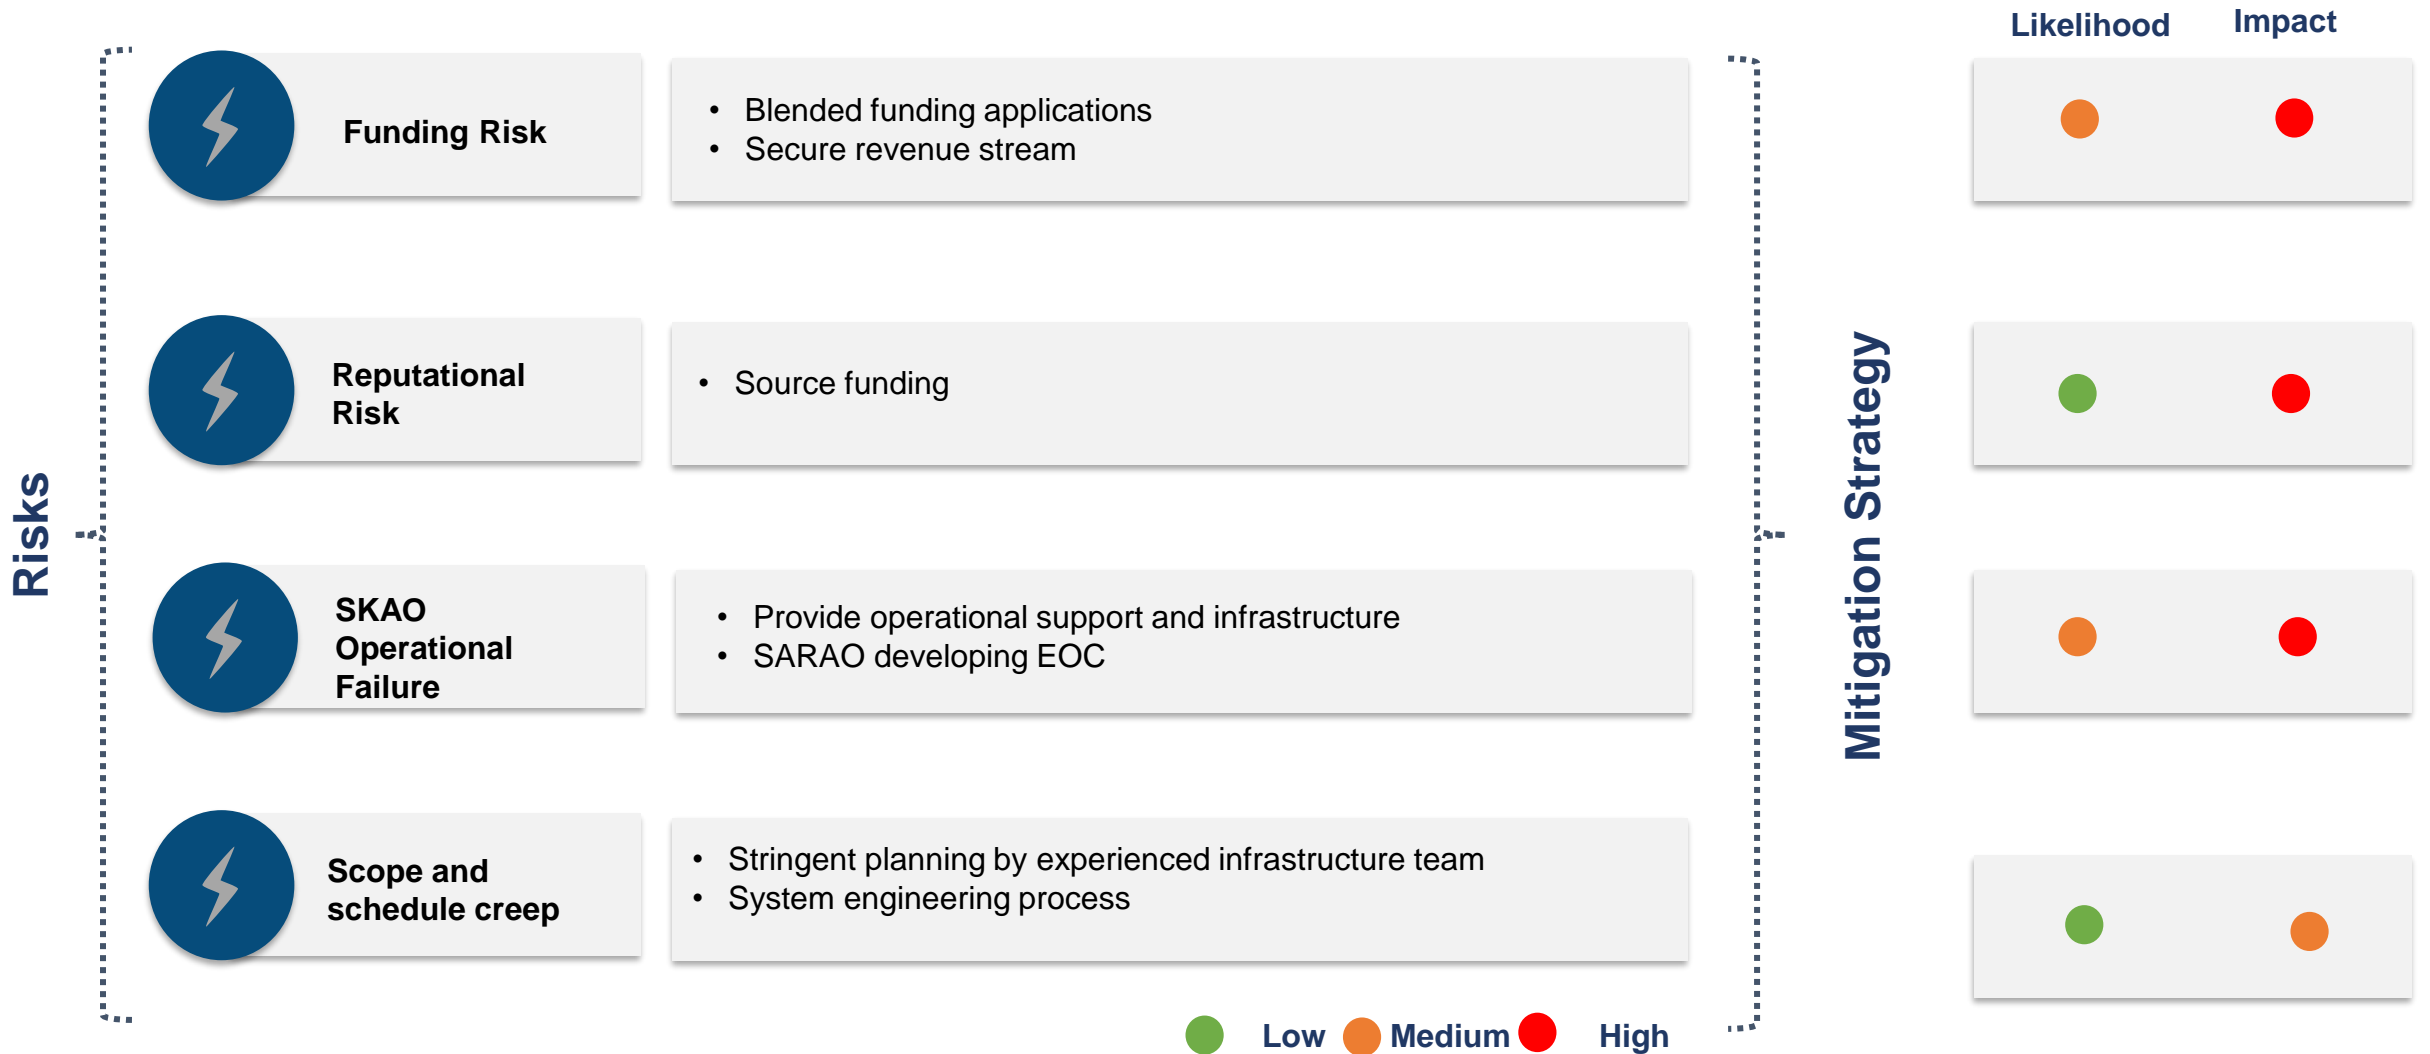 Likelihood Impact
Funding Risk
• Blended funding applications
• Secure revenue stream
Reputational
Risk
• Source funding
Risks
Mitigation Strategy
SKAO
Operational
Failure
• Provide operational support and infrastructure
• SARAO developing EOC
Scope and
schedule creep
• Stringent planning by experienced infrastructure team
• System engineering process
Low Medium High